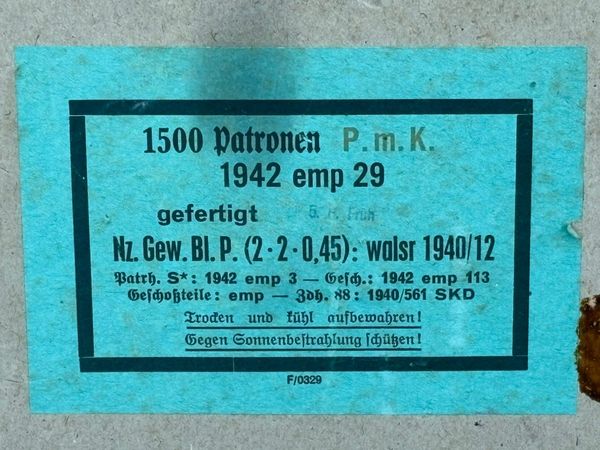 1500 Patronen P. m. K.
1942 emp 29
gefertigt
Nz. Gew. Bl. P. (2 · 2 · 0,45): walsr 1940/12
Patrh. S*: 1942 emp 3 — Gesch.: 1942 emp 113
Geschoßteile: emp — Zdh. 88: 1940/561 SKD
Trocken und kühl aufbewahren!
Gegen Sonnenbestrahlung schützen!
F/0329